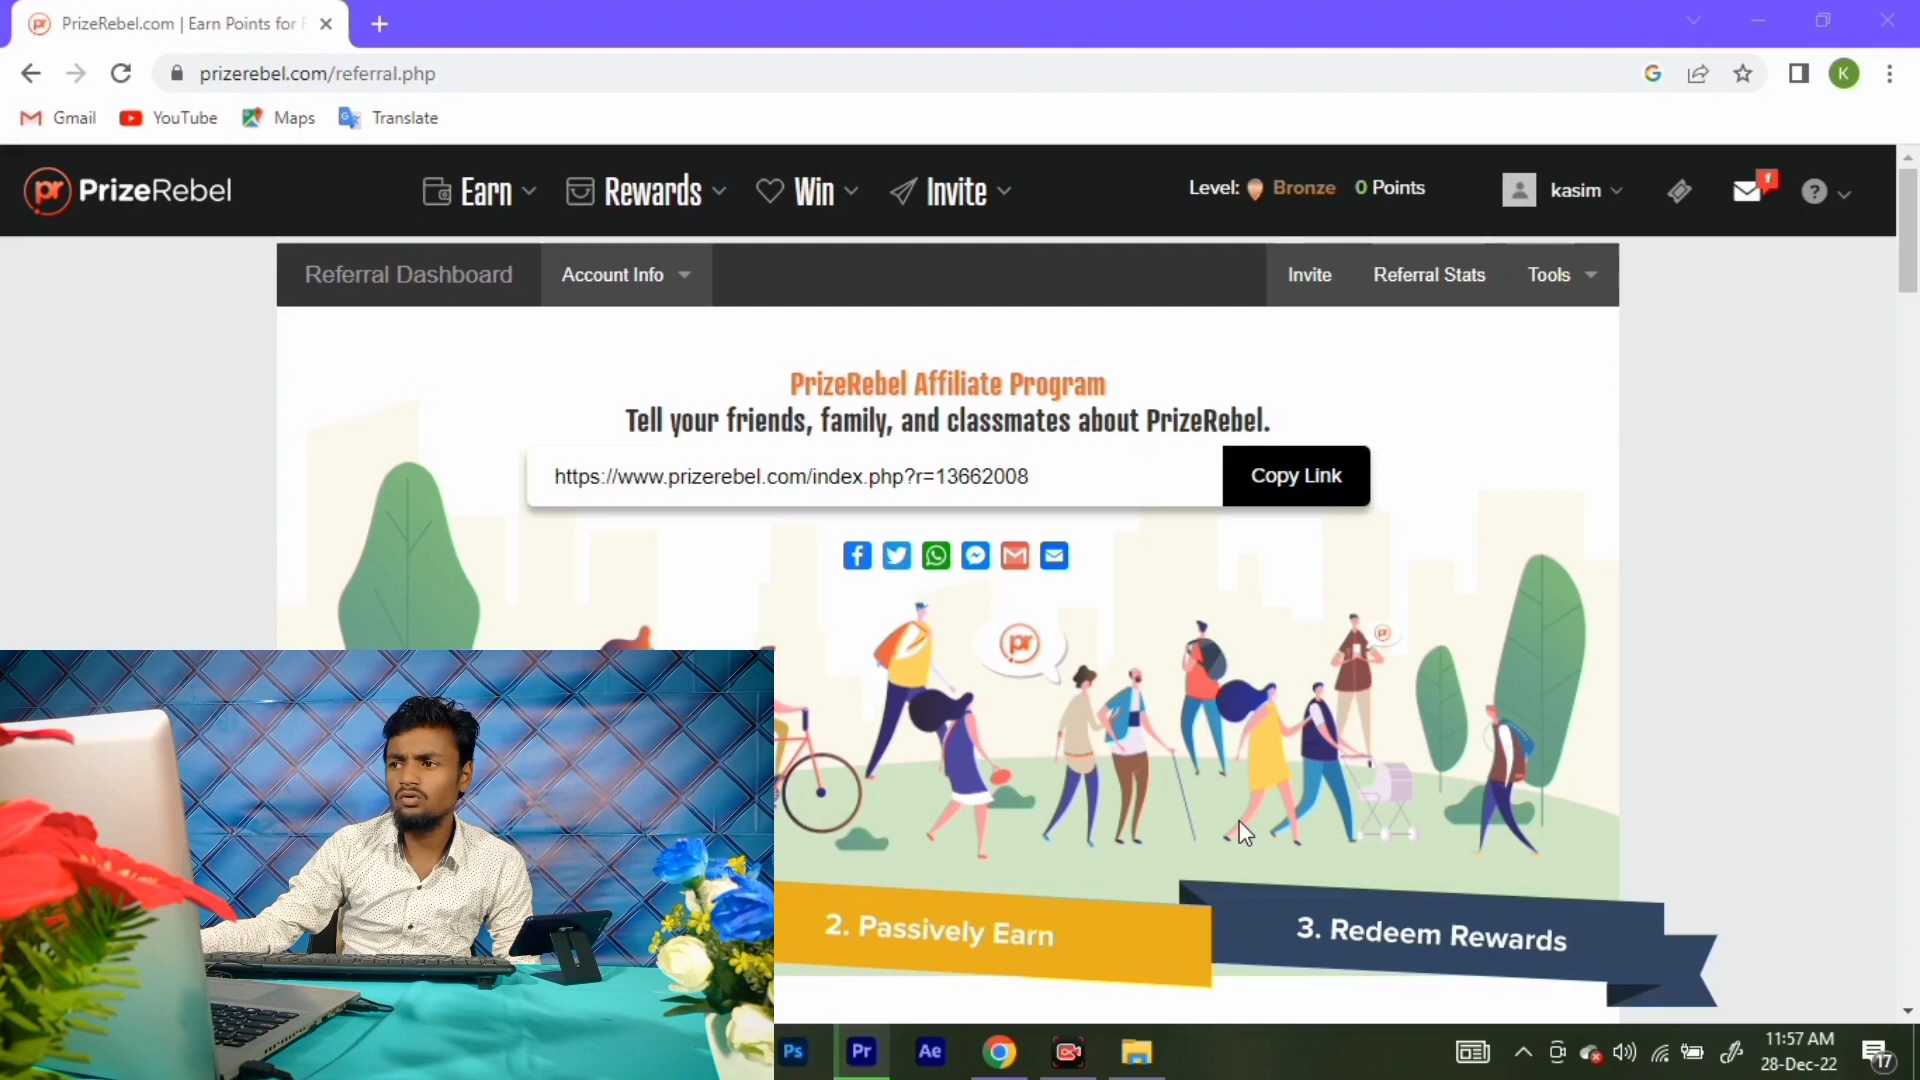 PrizeRebel.com | Earn Points for
prizerebel.com/referral.php
K
Gmail YouTube Maps Translate
pr PrizeRebel Earn Rewards Win Invite Level: Bronze 0 Points kasim ?
Referral Dashboard Account Info Invite Referral Stats Tools
PrizeRebel Affiliate Program
Tell your friends, family, and classmates about PrizeRebel.
https://www.prizerebel.com/index.php?r=13662008 Copy Link
pr
2. Passively Earn
3. Redeem Rewards
Ps Pr Ae
11:57 AM
28-Dec-22
17